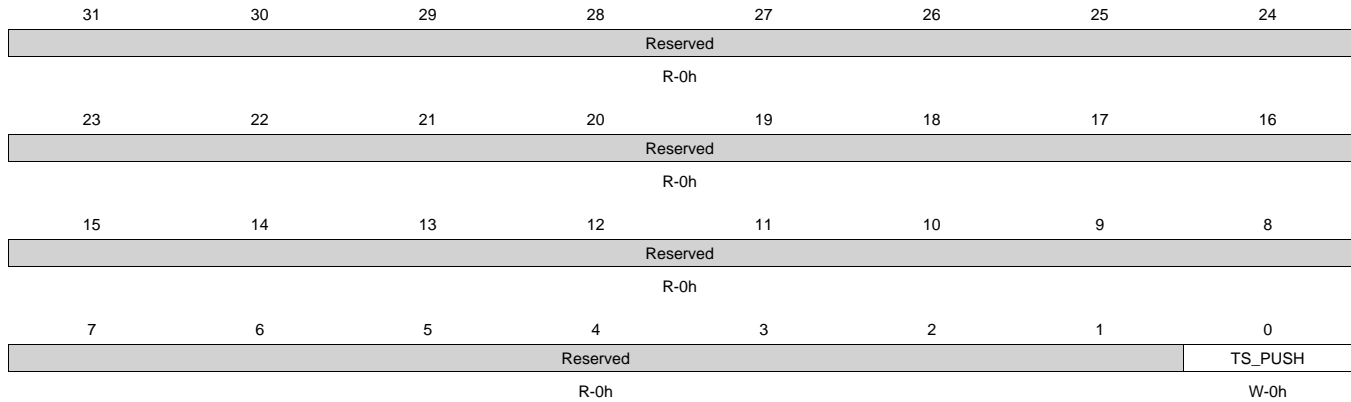 31 30 29 28 27 26 25 24
Reserved
R-0h
23 22 21 20 19 18 17 16
Reserved
R-0h
15 14 13 12 11 10 9 8
Reserved
R-0h
7 6 5 4 3 2 1 0
Reserved TS_PUSH
R-0h W-0h